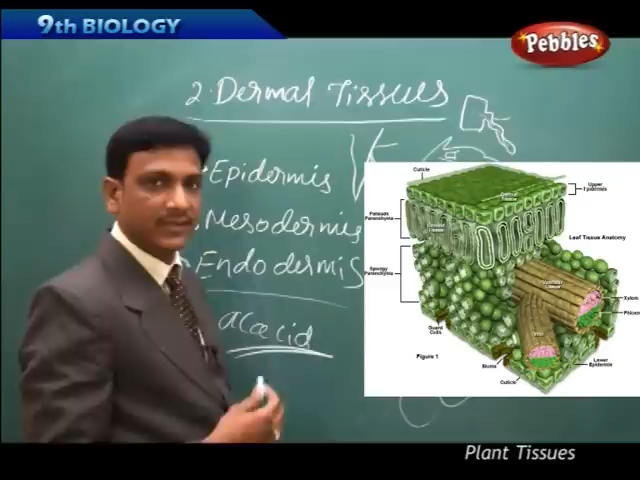 9th BIOLOGY
Pebbles
2. Dermal Tissues
Epidermis
Mesodermis
Endodermis
acacid
Cuticle
Upper
Epidermis
Palisade
Parenchyma
Leaf Tissue Anatomy
Spongy
Parenchyma
Xylem
Phloem
Guard
Cells
Figure 1
Stoma
Lower
Epidermis
Cuticle
Plant Tissues